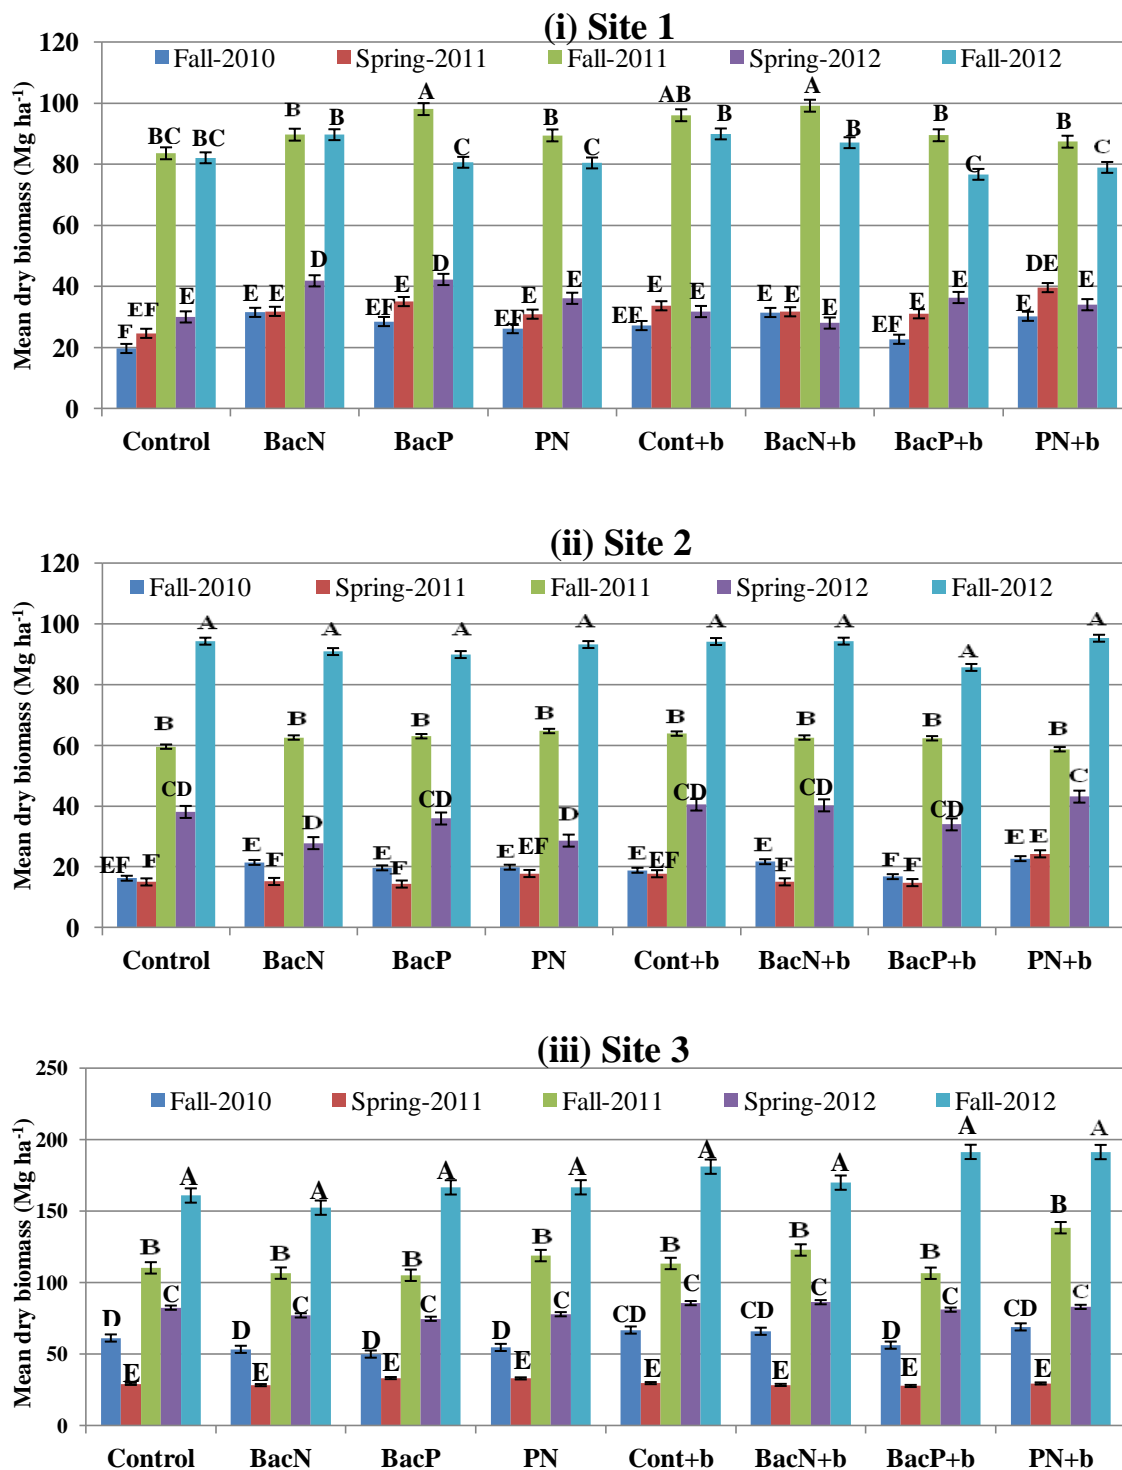 (i) Site 1
120
Fall-2010 Spring-2011 Fall-2011 Spring-2012 Fall-2012
100
80
60
40
20
0
Mean dry biomass (Mg ha-1)
F EF BC E BC
E E B D B
EF E A D C
EF E B E C
EF E AB E B
E E A E B
EF E B E C
E DE B E C
Control BacN BacP PN Cont+b BacN+b BacP+b PN+b
(ii) Site 2
120
Fall-2010 Spring-2011 Fall-2011 Spring-2012 Fall-2012
100
80
60
40
20
0
Mean dry biomass (Mg ha-1)
EF F B CD A
E F B D A
E F B CD A
E EF B D A
E EF B CD A
E F B CD A
F F B CD A
E E B C A
Control BacN BacP PN Cont+b BacN+b BacP+b PN+b
(iii) Site 3
250
Fall-2010 Spring-2011 Fall-2011 Spring-2012 Fall-2012
200
150
100
50
0
Mean dry biomass (Mg ha-1)
D E B C A
D E B C A
D E B C A
D E B C A
CD E B C A
CD E B C A
D E B C A
CD E B C A
Control BacN BacP PN Cont+b BacN+b BacP+b PN+b